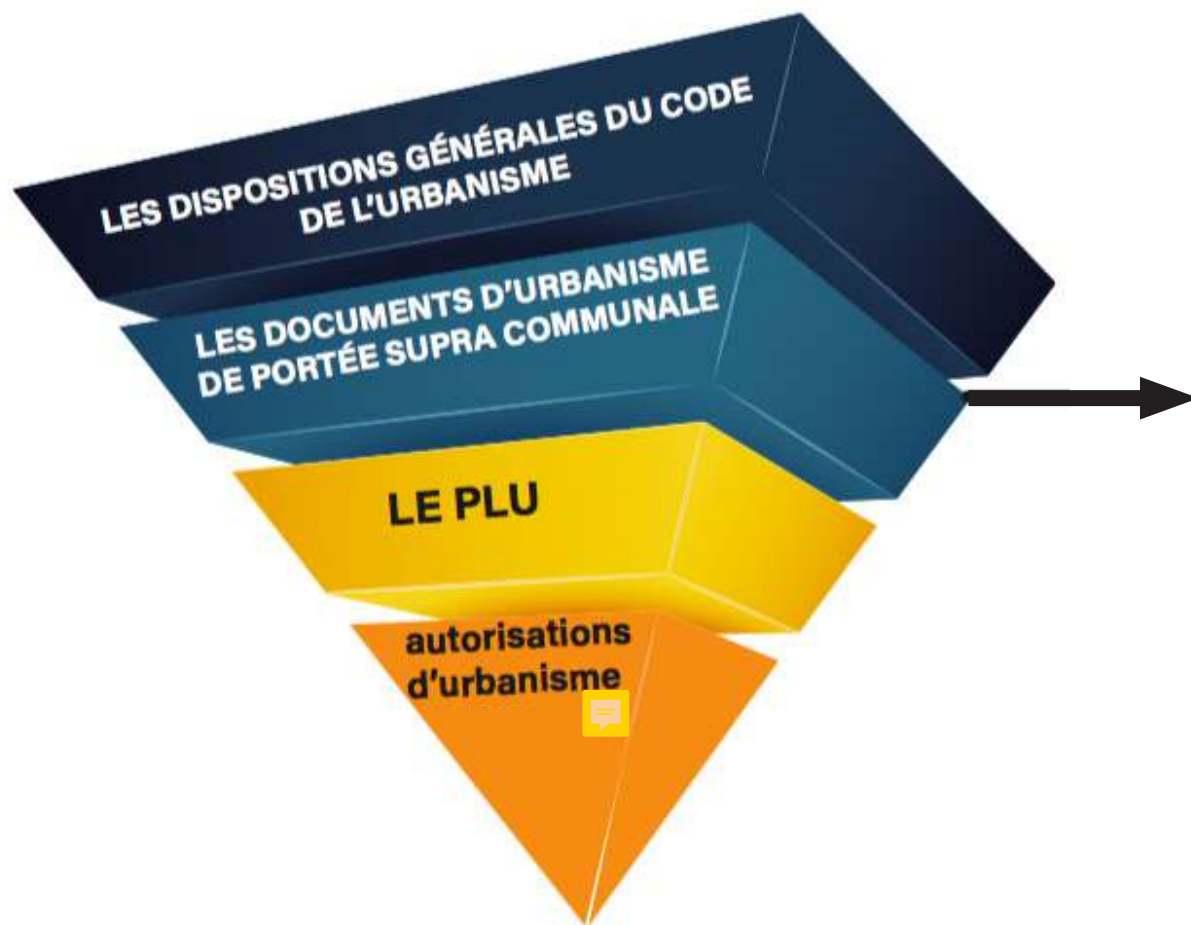 LES DISPOSITIONS GÉNÉRALES DU CODE
DE L'URBANISME
LES DOCUMENTS D'URBANISME
DE PORTÉE SUPRA COMMUNALE
LE PLU
autorisations
d'urbanisme